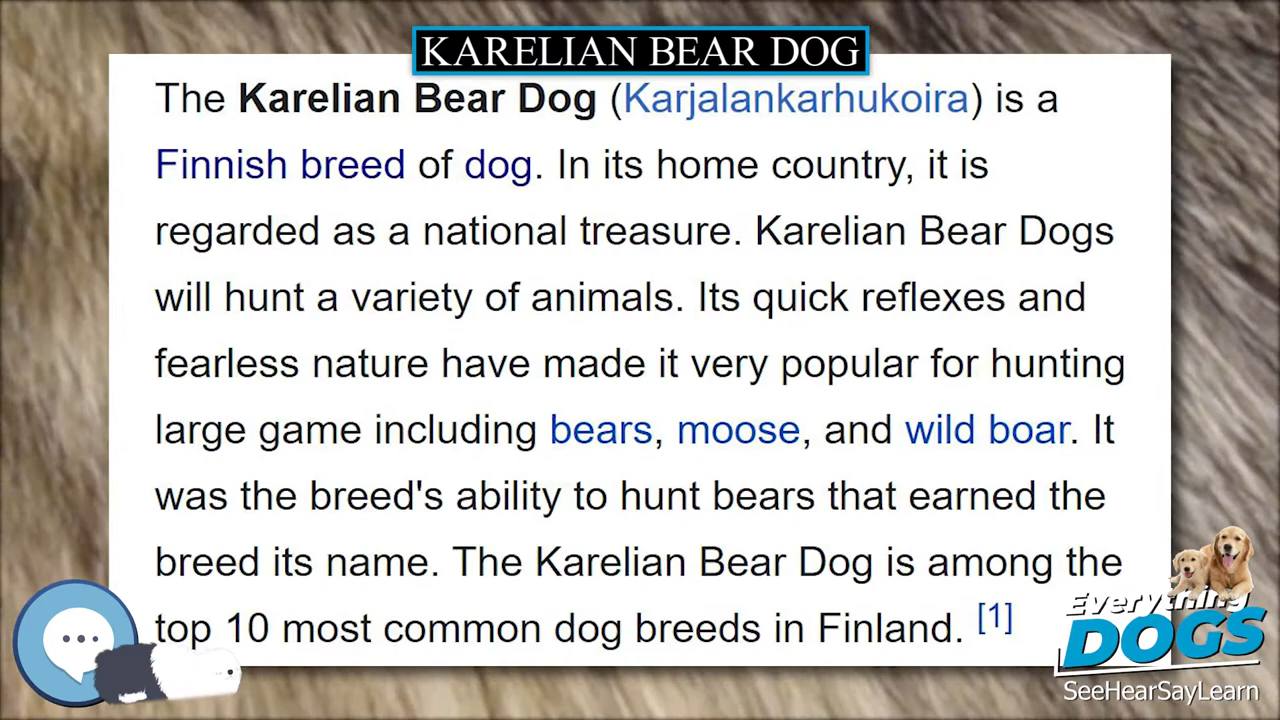 KARELIAN BEAR DOG
The Karelian Bear Dog (Karjalankarhukoira) is a
Finnish breed of dog. In its home country, it is
regarded as a national treasure. Karelian Bear Dogs
will hunt a variety of animals. Its quick reflexes and
fearless nature have made it very popular for hunting
large game including bears, moose, and wild boar. It
was the breed's ability to hunt bears that earned the
breed its name. The Karelian Bear Dog is among the
top 10 most common dog breeds in Finland. [1]
Everything
DOGS
SeeHearSayLearn